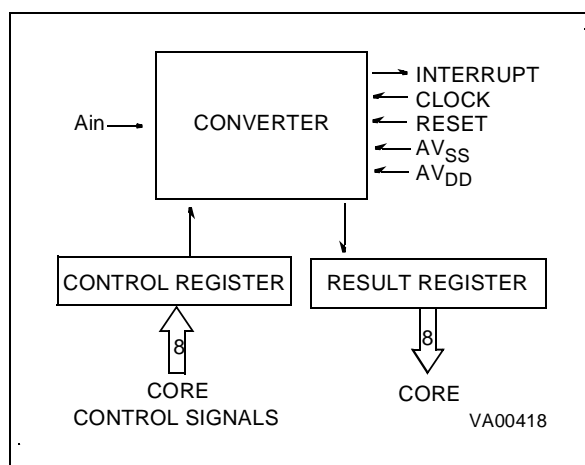 INTERRUPT
CLOCK
Ain
CONVERTER
RESET
AVSS
AVDD
CONTROL REGISTER
RESULT REGISTER
8
8
CORE
CONTROL SIGNALS
CORE
VA00418